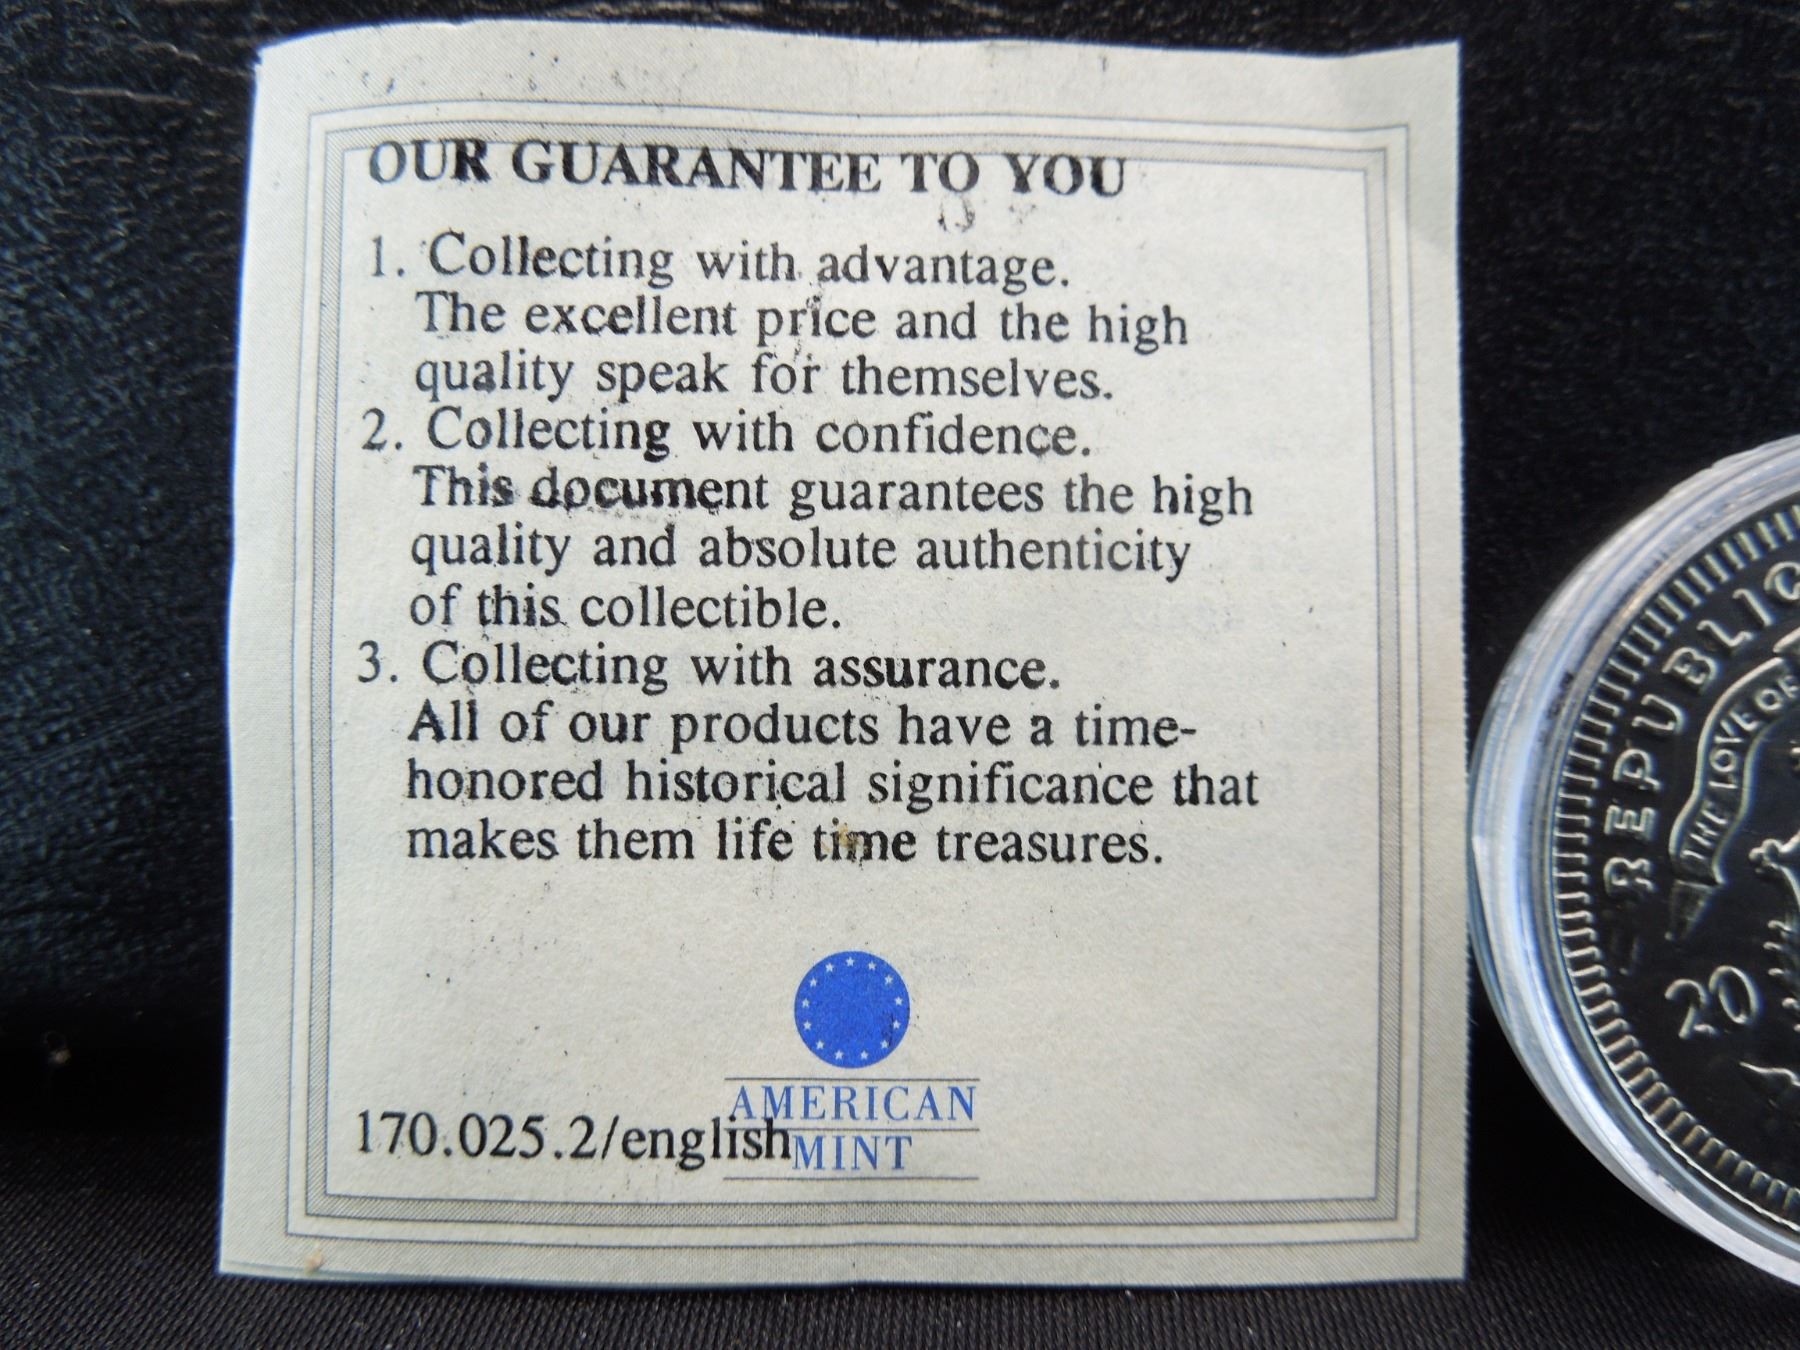 OUR GUARANTEE TO YOU
1. Collecting with advantage.
The excellent price and the high
quality speak for themselves.
2. Collecting with confidence.
This document guarantees the high
quality and absolute authenticity
of this collectible.
3. Collecting with assurance.
All of our products have a time-
honored historical significance that
makes them life time treasures.
AMERICAN
170.025.2/english MINT
REPUBLIC
THE LOVE OF
20